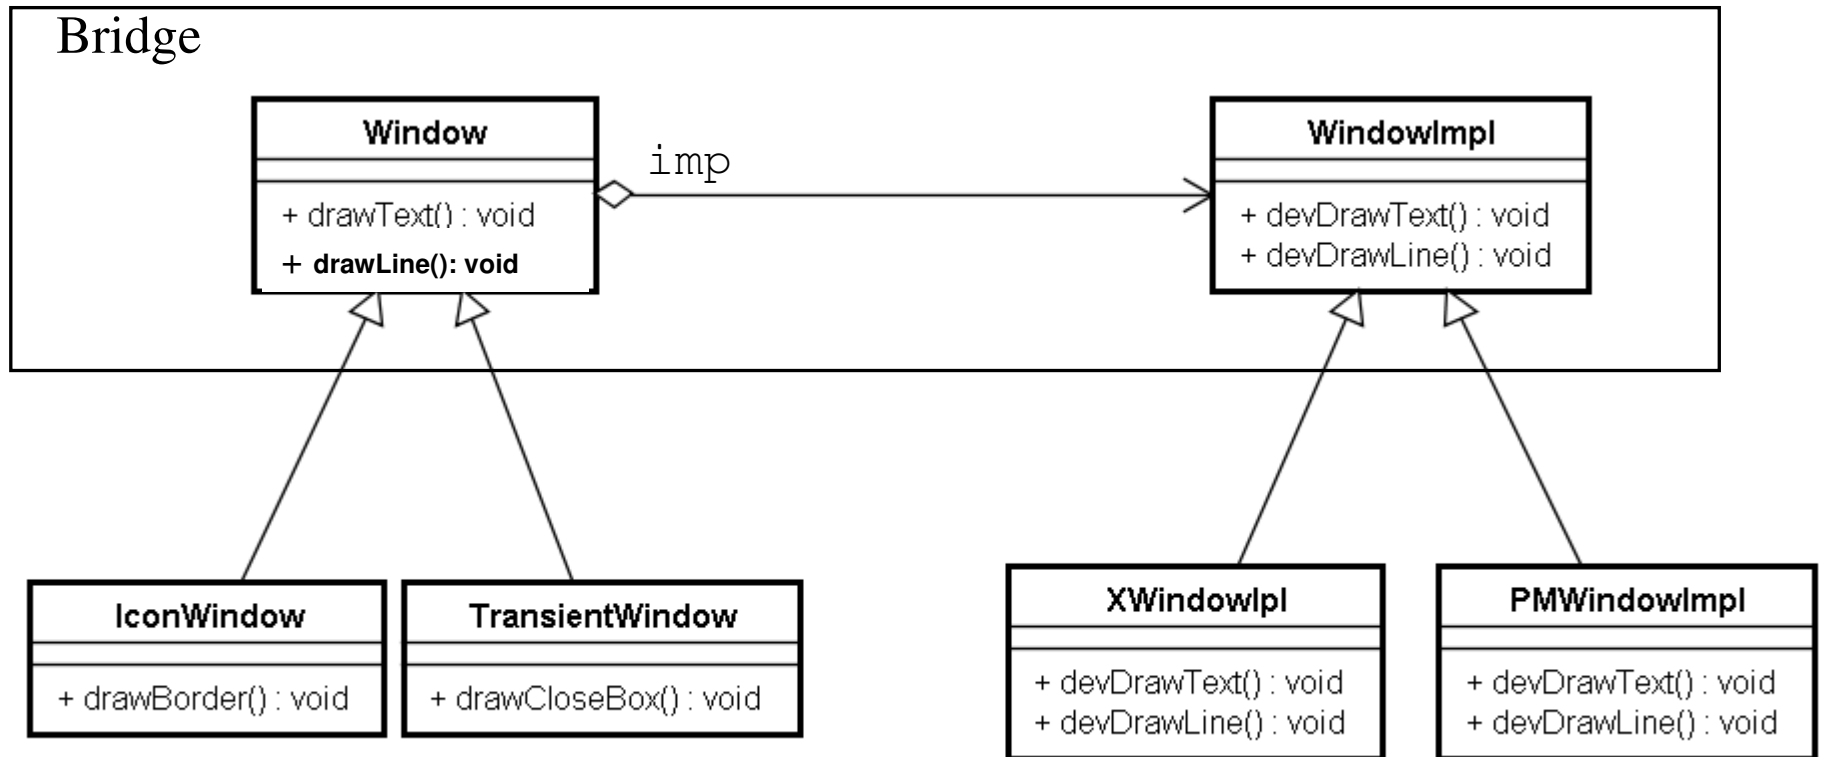 Bridge
Window
imp
WindowImpl
+ drawText() : void
+ drawLine(): void
+ devDrawText() : void
+ devDrawLine() : void
IconWindow
+ drawBorder() : void
TransientWindow
+ drawCloseBox() : void
XWindowIpl
+ devDrawText() : void
+ devDrawLine() : void
PMWindowImpl
+ devDrawText() : void
+ devDrawLine() : void